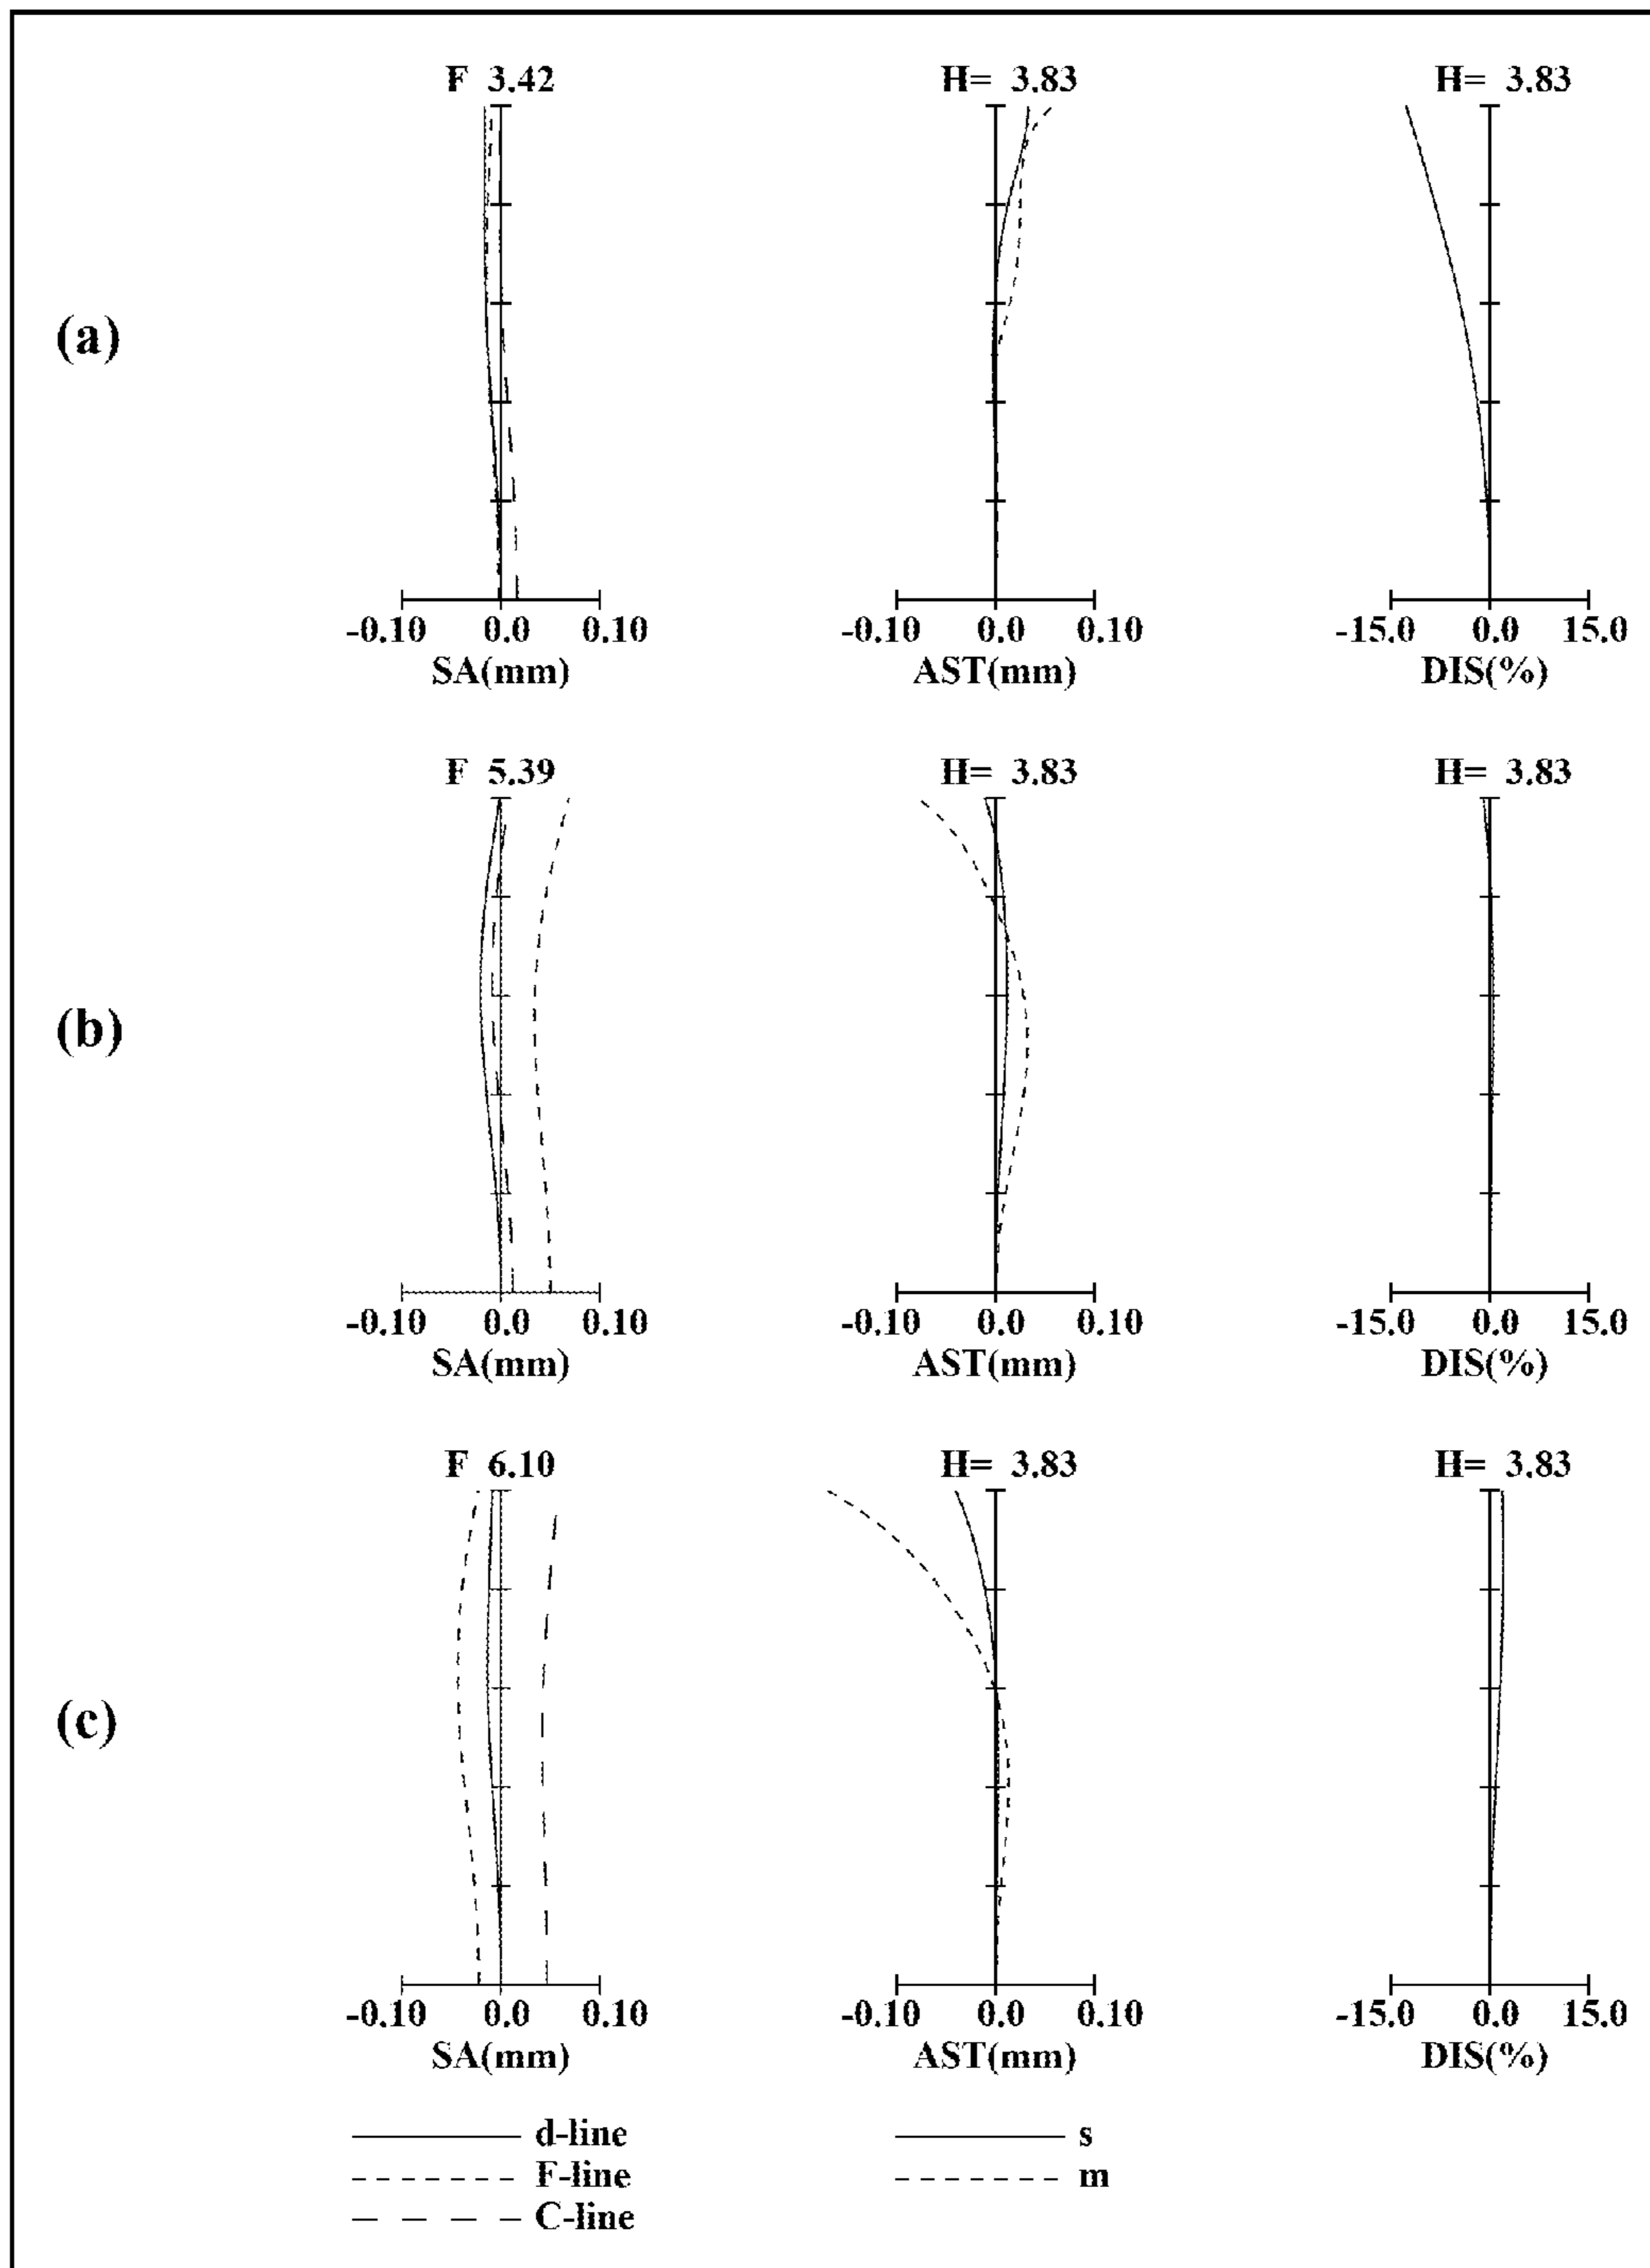 F 3.42 H= 3.83 H= 3.83
(a)
-0.10 0.0 0.10 -0.10 0.0 0.10 -15.0 0.0 15.0
SA(mm) AST(mm) DIS(%)
F 5.39 H= 3.83 H= 3.83
(b)
-0.10 0.0 0.10 -0.10 0.0 0.10 -15.0 0.0 15.0
SA(mm) AST(mm) DIS(%)
F 6.10 H= 3.83 H= 3.83
(c)
-0.10 0.0 0.10 -0.10 0.0 0.10 -15.0 0.0 15.0
SA(mm) AST(mm) DIS(%)
d-line s
F-line m
C-line